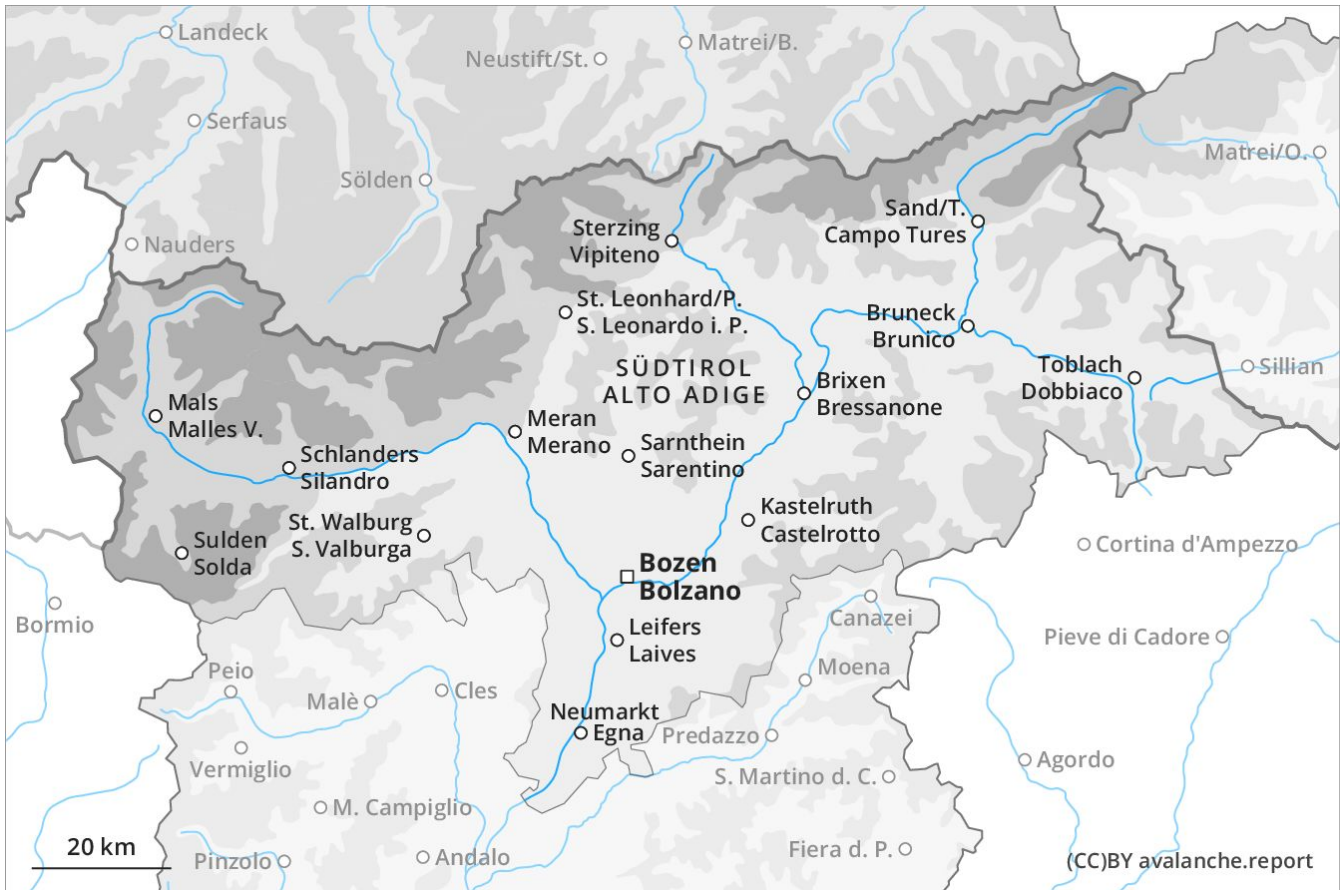 Landeck
Neustift/St.
Matrei/B.
Serfaus
Matrei/O.
Sölden
Nauders
Sand/T.
Campo Tures
Sterzing
Vipiteno
St. Leonhard/P.
S. Leonardo i. P.
Bruneck
Brunico
SÜDTIROL
ALTO ADIGE
Toblach
Dobbiaco
Sillian
Brixen
Bressanone
Mals
Malles V.
Meran
Merano
Sarnthein
Sarentino
Schlanders
Silandro
St. Walburg
S. Valburga
Kastelruth
Castelrotto
Sulden
Solda
Cortina d'Ampezzo
Bozen
Bolzano
Bormio
Canazei
Leifers
Laives
Pieve di Cadore
Peio
Moena
Malè
Cles
Neumarkt
Egna
Predazzo
Vermiglio
Agordo
S. Martino d. C.
M. Campiglio
20 km
Pinzolo
Andalo
Fiera d. P.
(CC)BY avalanche.report